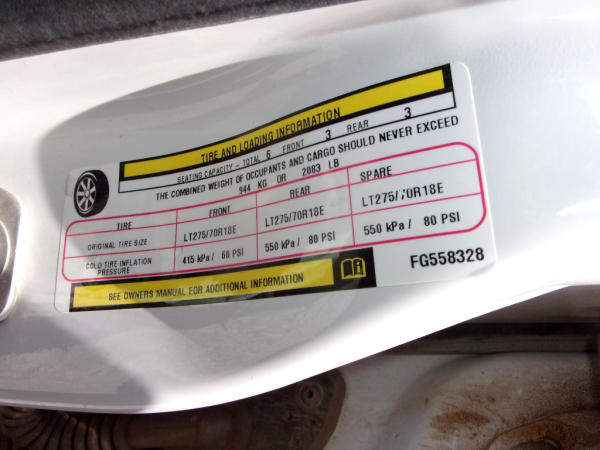 TIRE AND LOADING INFORMATION
SEATING CAPACITY - TOTAL 6 FRONT 3 REAR 3
THE COMBINED WEIGHT OF OCCUPANTS AND CARGO SHOULD NEVER EXCEED
944 KG OR 2083 LB
TIRE FRONT REAR SPARE
ORIGINAL TIRE SIZE LT275/70R18E LT275/70R18E LT275/70R18E
COLD TIRE INFLATION PRESSURE 415 kPa / 60 PSI 550 kPa / 80 PSI 550 kPa / 80 PSI
SEE OWNERS MANUAL FOR ADDITIONAL INFORMATION
FG558328